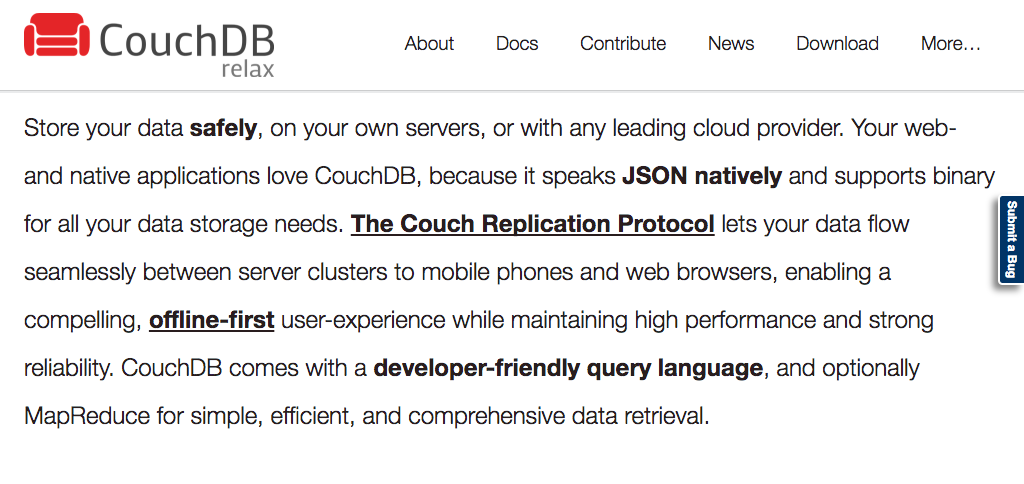 CouchDB
relax
About Docs Contribute News Download More…
Store your data safely, on your own servers, or with any leading cloud provider. Your web-
and native applications love CouchDB, because it speaks JSON natively and supports binary
for all your data storage needs. The Couch Replication Protocol lets your data flow
seamlessly between server clusters to mobile phones and web browsers, enabling a
compelling, offline-first user-experience while maintaining high performance and strong
reliability. CouchDB comes with a developer-friendly query language, and optionally
MapReduce for simple, efficient, and comprehensive data retrieval.
Submit a Bug